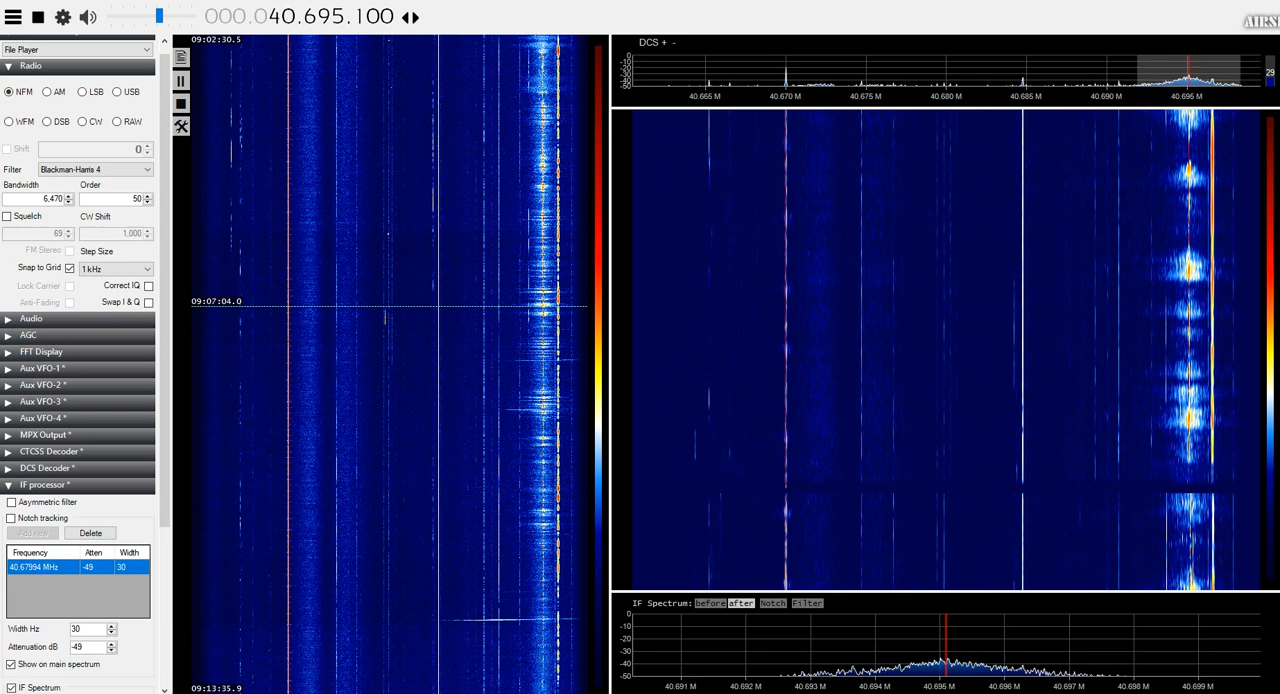 000.040.695.100
AIRS
File Player
Radio
NFM AM LSB USB
WFM DSB CW RAW
Shift 0
Filter Blackman-Harris 4
Bandwidth Order
6,470 50
Squelch CW Shift
69 1,000
FM Stereo Step Size
Snap to Grid 1 kHz
Lock Carrier Correct IQ
Anti-Fading Swap I & Q
Audio
AGC
FFT Display
Aux VFO-1 *
Aux VFO-2 *
Aux VFO-3 *
Aux VFO-4 *
MPX Output *
CTCSS Decoder *
DCS Decoder *
IF processor *
Asymmetric filter
Notch tracking
Add new Delete
Frequency Atten Width
40.67994 MHz -49 30
Width Hz 30
Attenuation dB -49
Show on main spectrum
IF Spectrum
09:02:30.5
09:07:04.0
09:13:35.9
DCS + -
0
-10
-20
-30
-40
-50
29
40.665 M 40.670 M 40.675 M 40.680 M 40.685 M 40.690 M 40.695 M
IF Spectrum: before after Notch Filter
0
-10
-20
-30
-40
-50
40.691 M 40.692 M 40.693 M 40.694 M 40.695 M 40.696 M 40.697 M 40.698 M 40.699 M